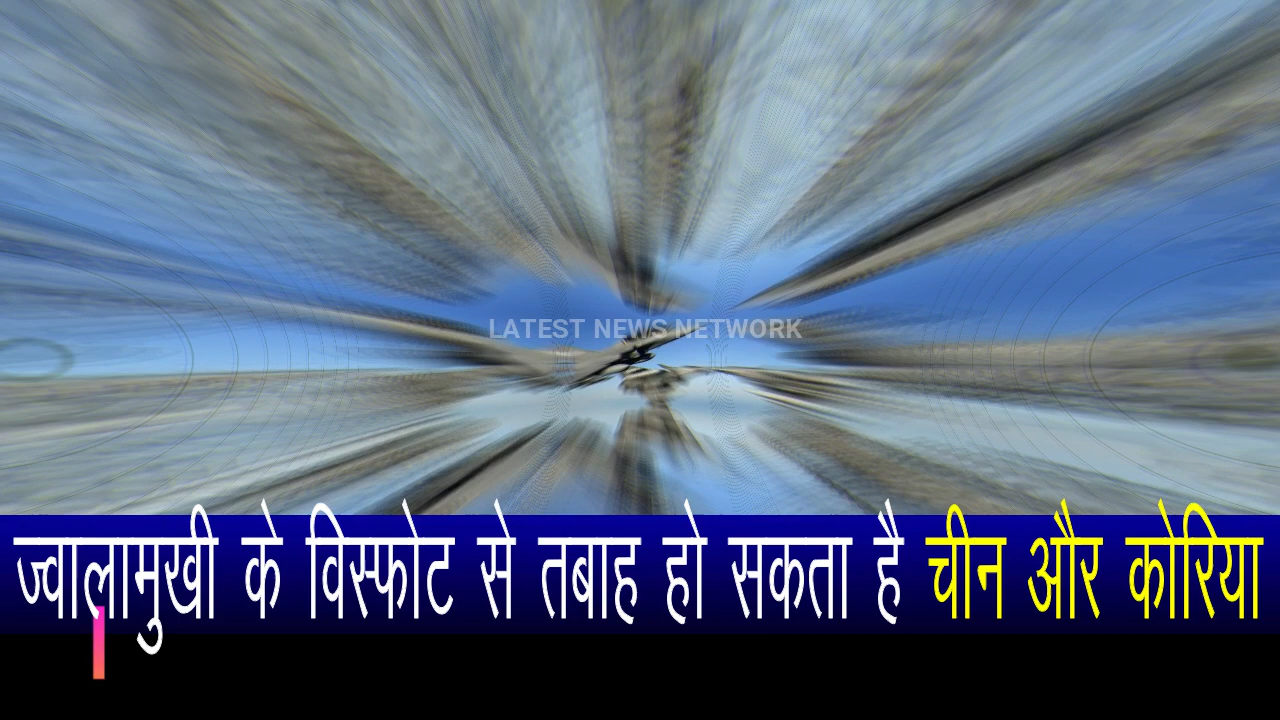 LATEST NEWS NETWORK
ज्वालामुखी के विस्फोट से तबाह हो सकता है चीन और कोरिया